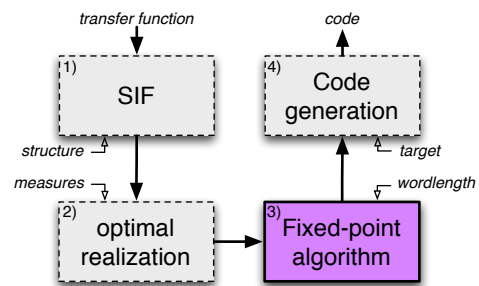 transfer function
1)
SIF
structure
measures
2)
optimal
realization
3)
Fixed-point
algorithm
wordlength
4)
Code
generation
target
code